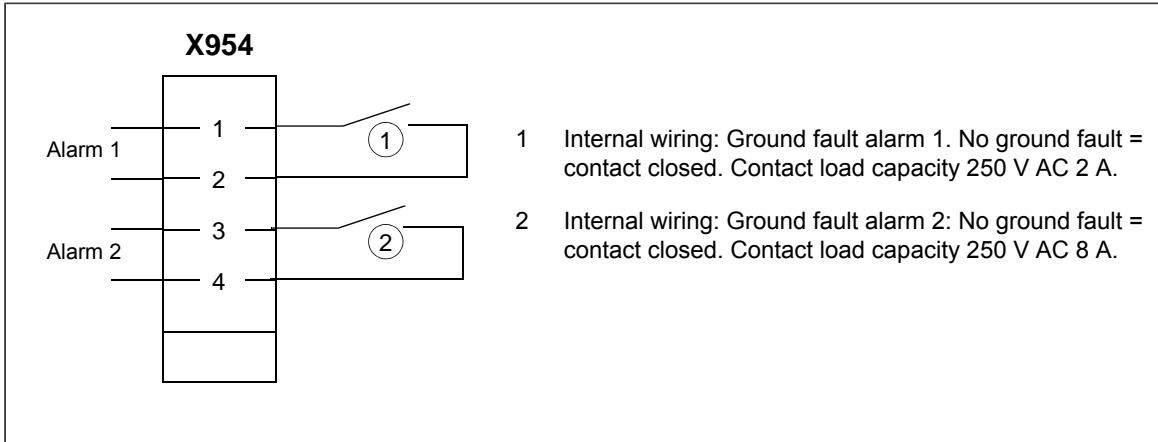 X954
Alarm 1
1
2
1
Alarm 2
3
4
2
1 Internal wiring: Ground fault alarm 1. No ground fault =
contact closed. Contact load capacity 250 V AC 2 A.
2 Internal wiring: Ground fault alarm 2: No ground fault =
contact closed. Contact load capacity 250 V AC 8 A.